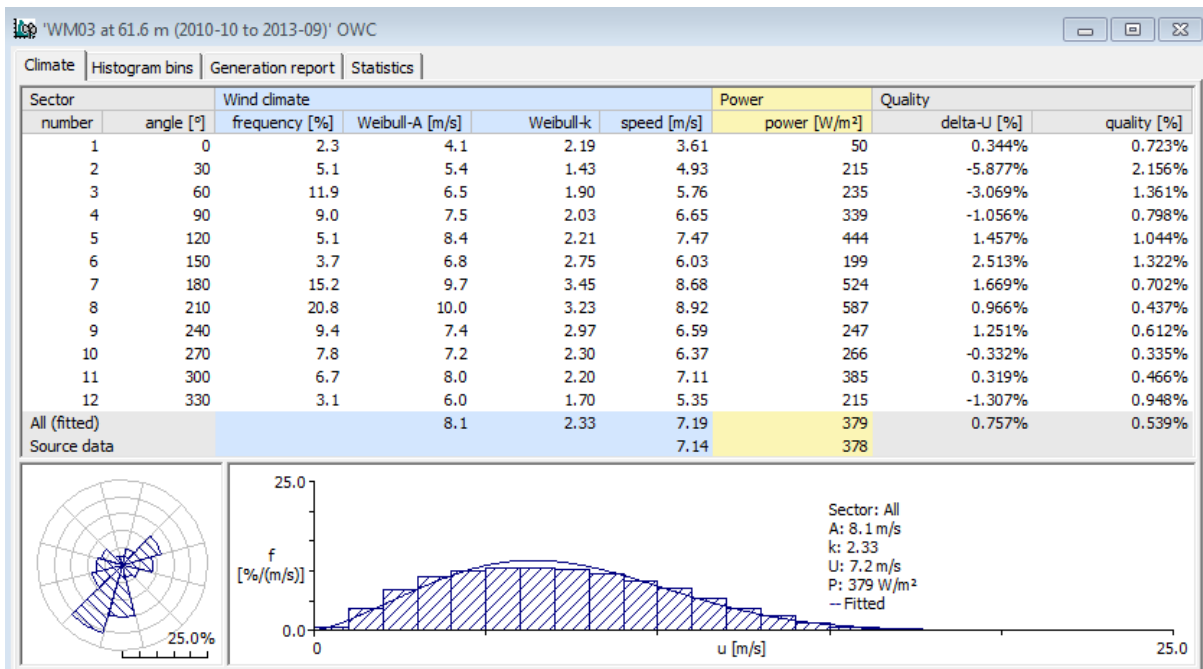 'WM03 at 61.6 m (2010-10 to 2013-09)' OWC
Climate Histogram bins Generation report Statistics
Sector Wind climate Power Quality
number angle [°] frequency [%] Weibull-A [m/s] Weibull-k speed [m/s] power [W/m²] delta-U [%] quality [%]
1 0 2.3 4.1 2.19 3.61 50 0.344% 0.723%
2 30 5.1 5.4 1.43 4.93 215 -5.877% 2.156%
3 60 11.9 6.5 1.90 5.76 235 -3.069% 1.361%
4 90 9.0 7.5 2.03 6.65 339 -1.056% 0.798%
5 120 5.1 8.4 2.21 7.47 444 1.457% 1.044%
6 150 3.7 6.8 2.75 6.03 199 2.513% 1.322%
7 180 15.2 9.7 3.45 8.68 524 1.669% 0.702%
8 210 20.8 10.0 3.23 8.92 587 0.966% 0.437%
9 240 9.4 7.4 2.97 6.59 247 1.251% 0.612%
10 270 7.8 7.2 2.30 6.37 266 -0.332% 0.335%
11 300 6.7 8.0 2.20 7.11 385 0.319% 0.466%
12 330 3.1 6.0 1.70 5.35 215 -1.307% 0.948%
All (fitted) 8.1 2.33 7.19 379 0.757% 0.539%
Source data 7.14 378
25.0%
25.0
f
[%/(m/s)]
0.0
0 u [m/s] 25.0
Sector: All
A: 8.1 m/s
k: 2.33
U: 7.2 m/s
P: 379 W/m²
-- Fitted